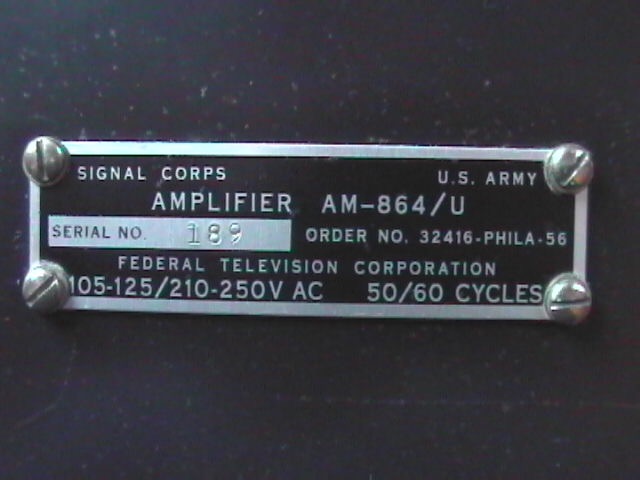 SIGNAL CORPS U.S. ARMY
AMPLIFIER AM-864/U
SERIAL NO. 189 ORDER NO. 32416-PHILA-56
FEDERAL TELEVISION CORPORATION
105-125/210-250V AC 50/60 CYCLES